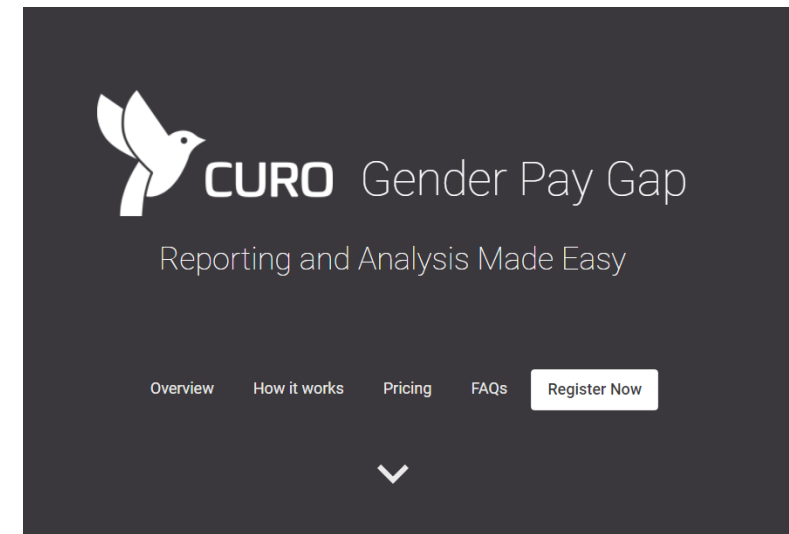 CURO Gender Pay Gap
Reporting and Analysis Made Easy
Overview How it works Pricing FAQs Register Now